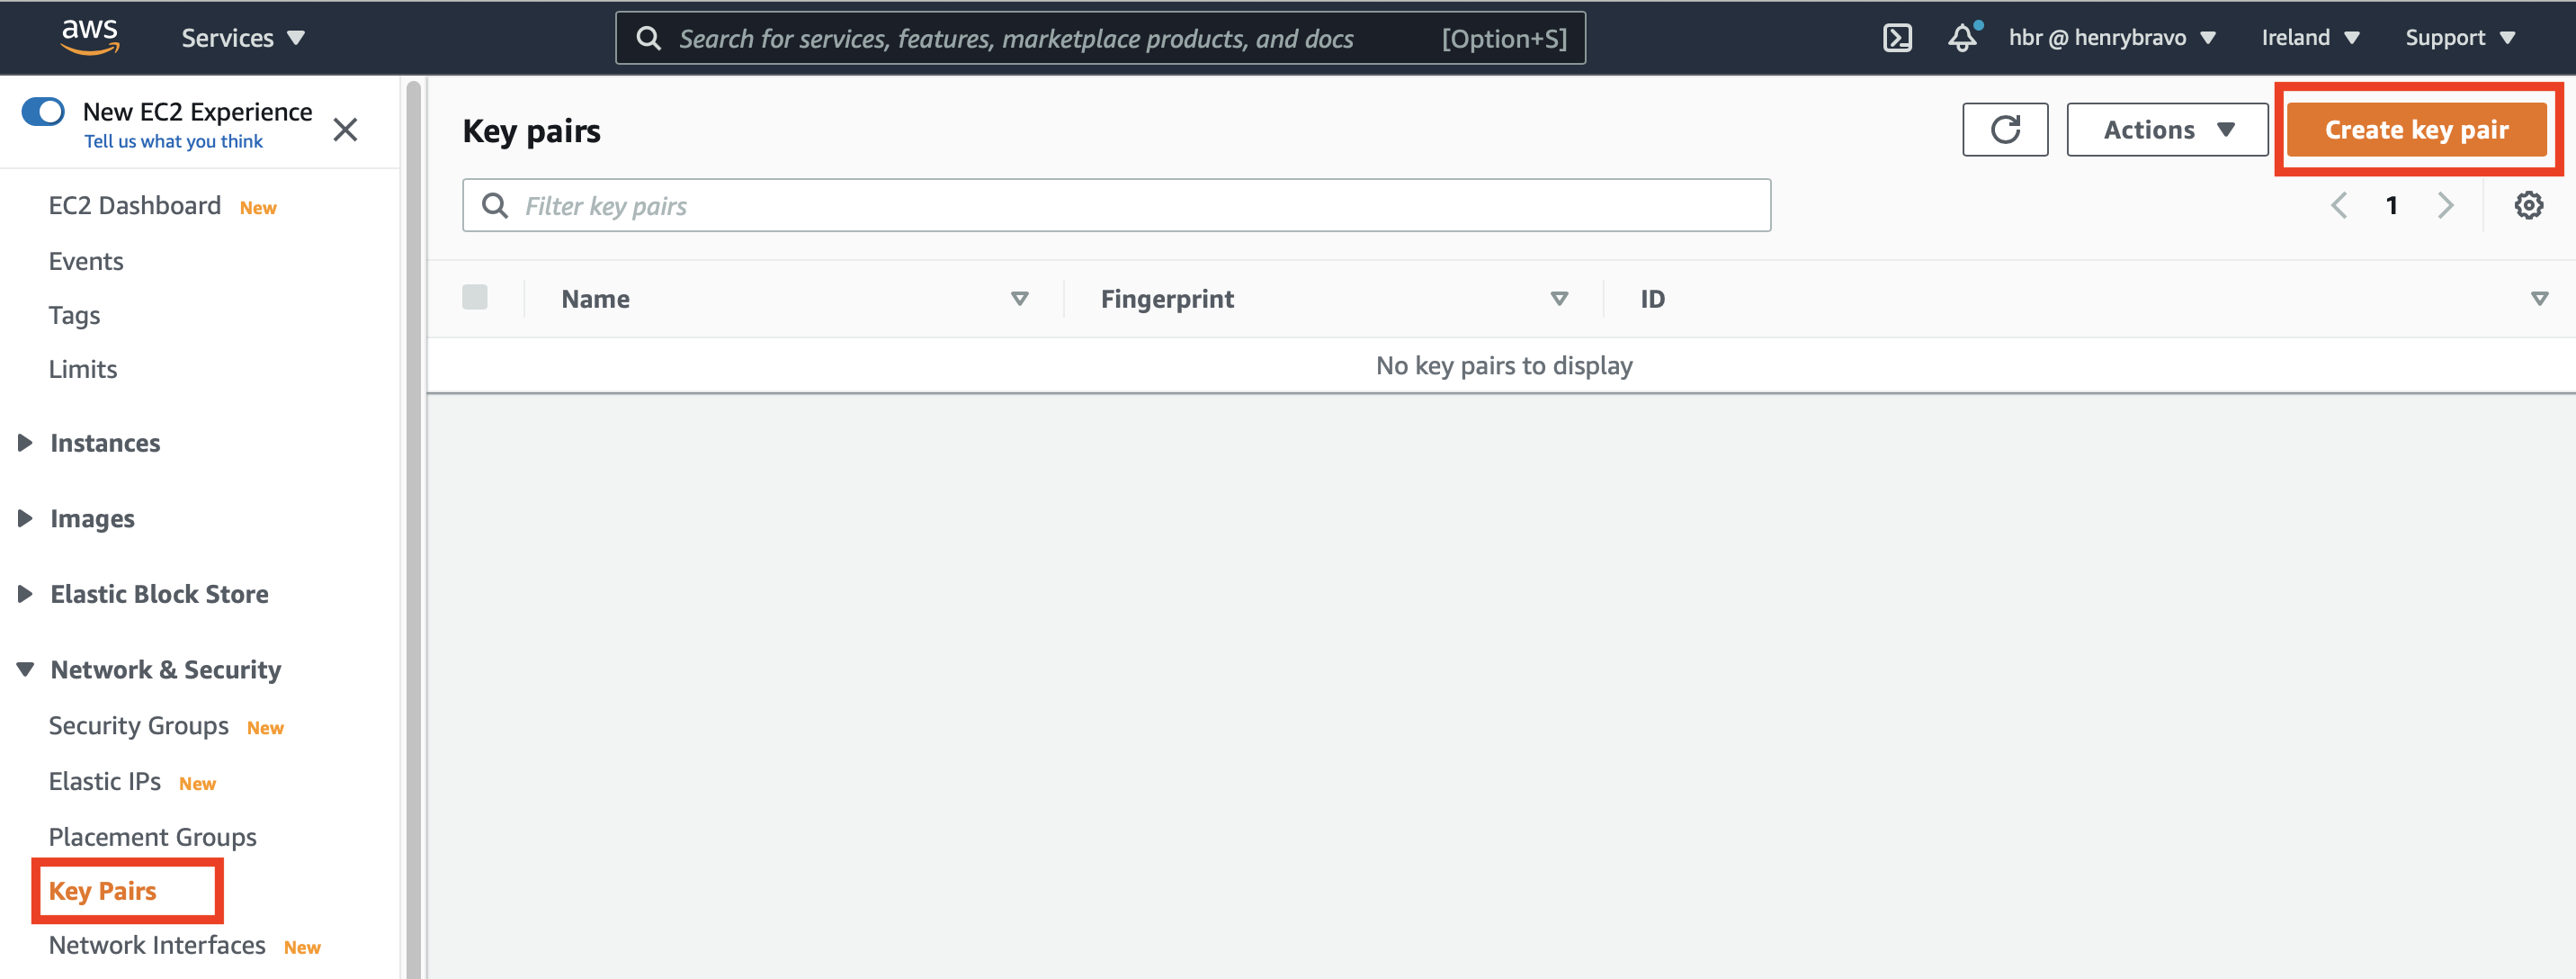 aws
Services
Search for services, features, marketplace products, and docs [Option+S]
hbr @ henrybravo
Ireland
Support
New EC2 Experience
Tell us what you think
EC2 Dashboard New
Events
Tags
Limits
Instances
Images
Elastic Block Store
Network & Security
Security Groups New
Elastic IPs New
Placement Groups
Key Pairs
Network Interfaces New
Key pairs
Actions
Create key pair
Filter key pairs
1
Name
Fingerprint
ID
No key pairs to display